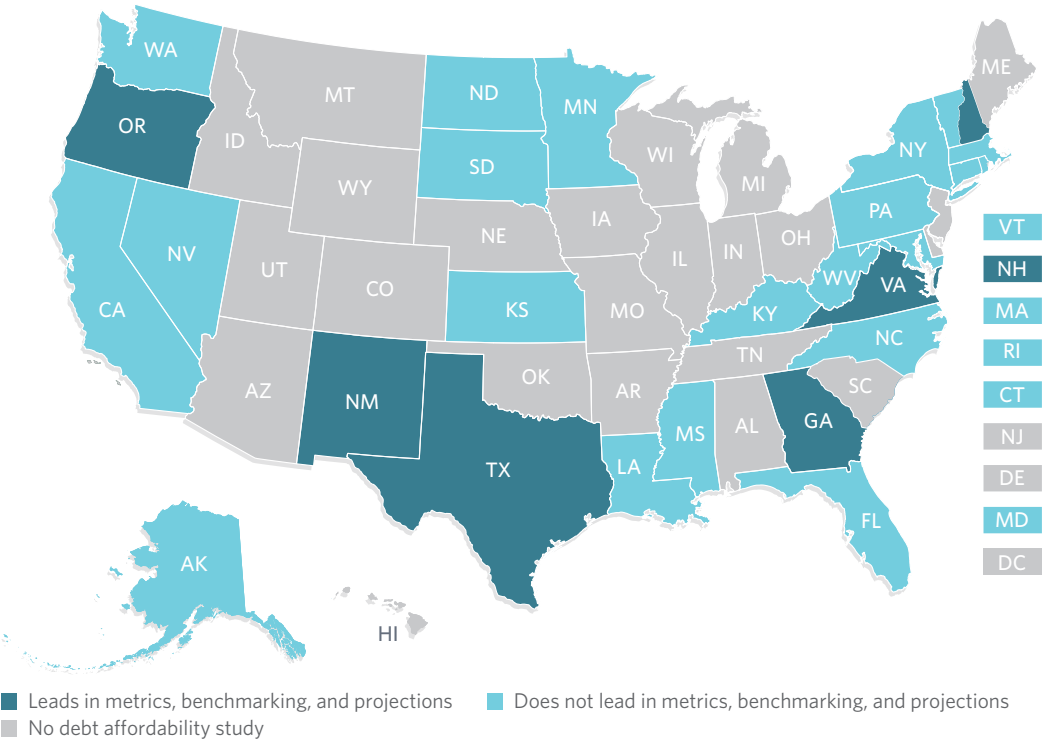 WA
ME
MT
ND
MN
OR
ID
NY
WI
SD
MI
WY
PA
IA
NE
OH
VT
NV
IN
IL
UT
NH
WV
VA
CO
CA
KS
MO
MA
KY
NC
RI
TN
OK
SC
CT
AZ
AR
NM
GA
AL
MS
NJ
TX
LA
DE
FL
MD
AK
DC
HI
Leads in metrics, benchmarking, and projections
Does not lead in metrics, benchmarking, and projections
No debt affordability study